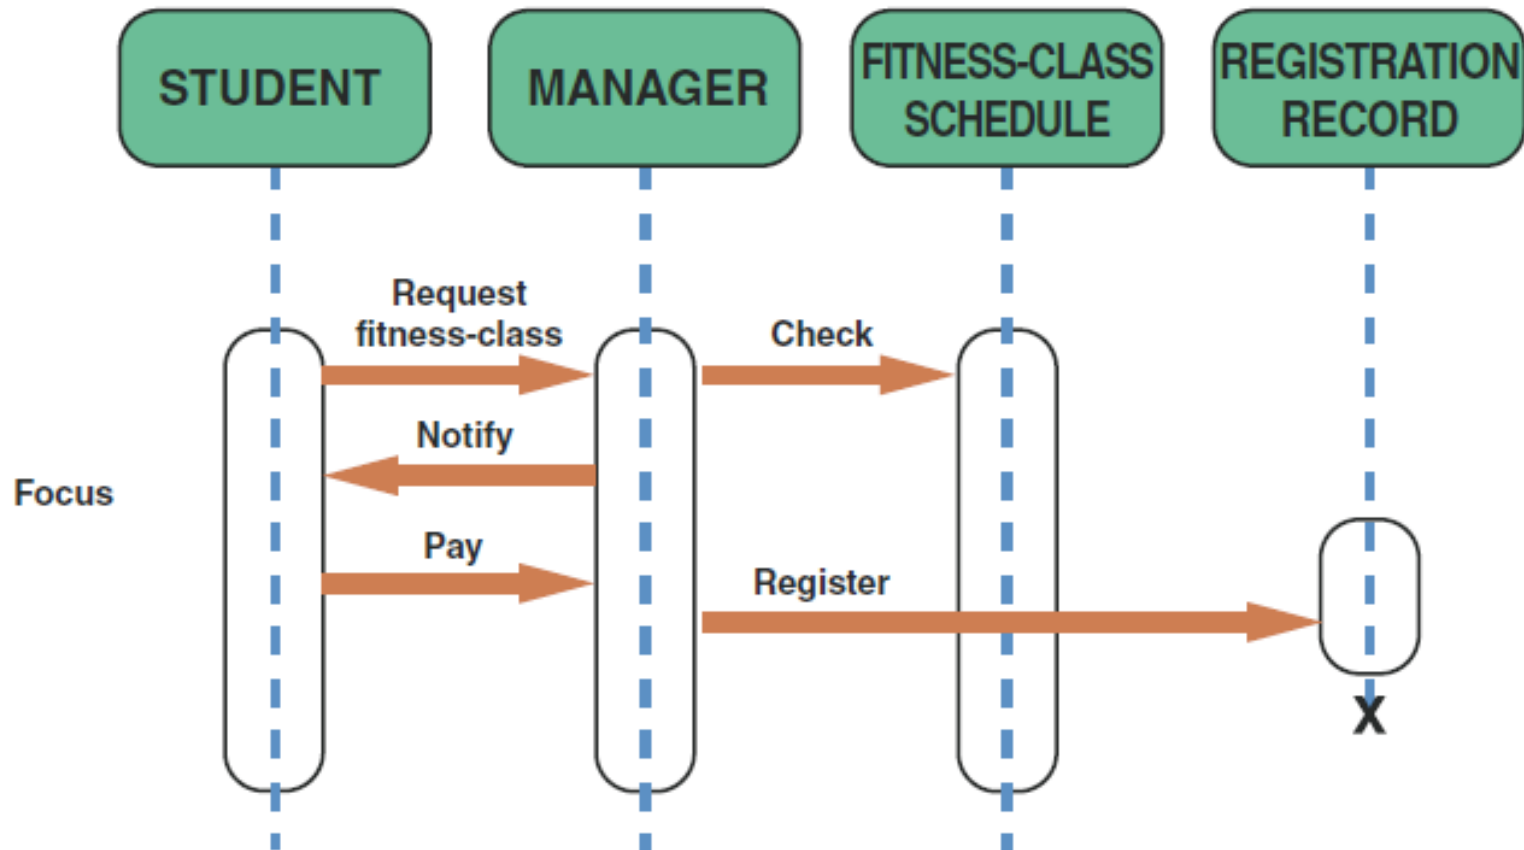 STUDENT
MANAGER
FITNESS-CLASS
SCHEDULE
REGISTRATION
RECORD
Request
fitness-class
Check
Notify
Focus
Pay
Register
X